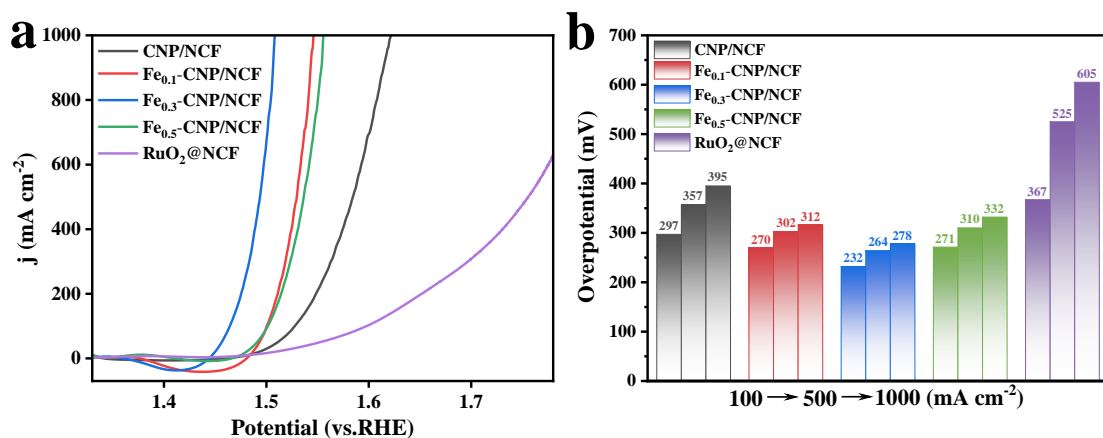 a
1000
800
600
400
200
0
j (mA cm⁻²)
CNP/NCF
Fe₀.₁-CNP/NCF
Fe₀.₃-CNP/NCF
Fe₀.₅-CNP/NCF
RuO₂@NCF
1.4 1.5 1.6 1.7
Potential (vs.RHE)
b
700
600
500
400
300
200
100
0
Overpotential (mV)
CNP/NCF
Fe₀.₁-CNP/NCF
Fe₀.₃-CNP/NCF
Fe₀.₅-CNP/NCF
RuO₂@NCF
297 357 395
270 302 312
232 264 278
271 310 332
367 525 605
100→500→1000 (mA cm⁻²)